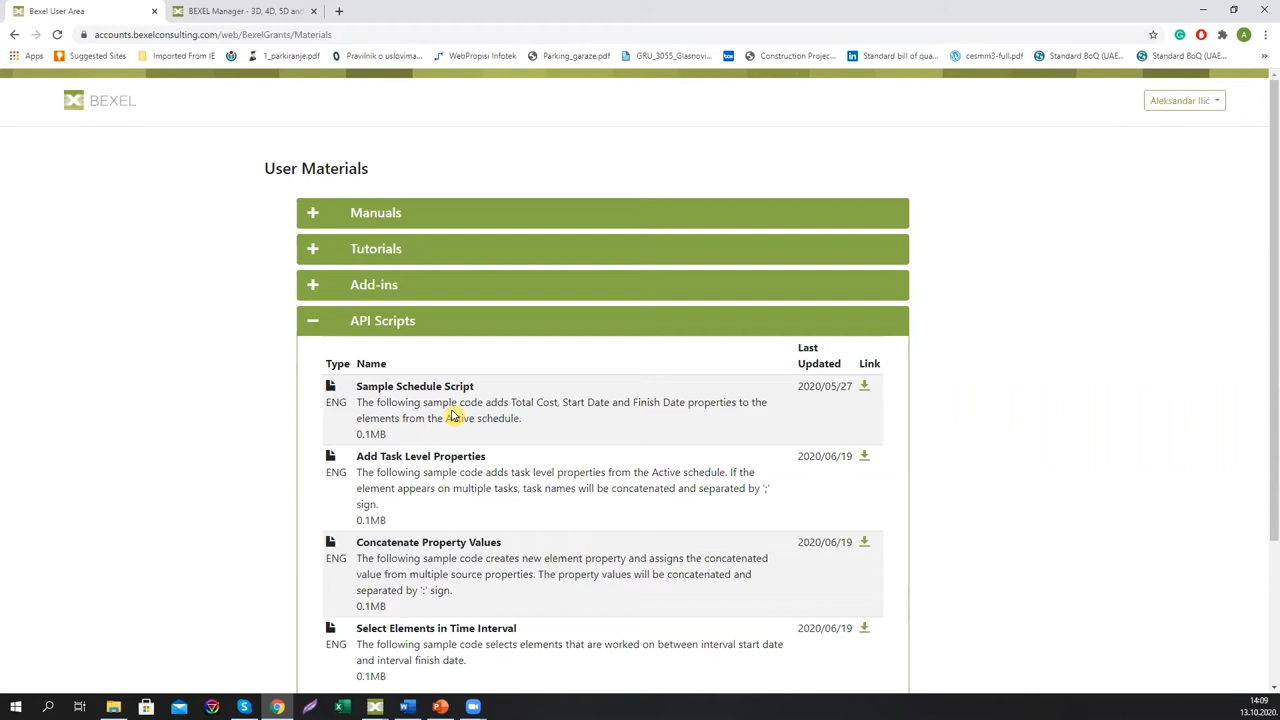 Bexel User Area
BEXEL Manager - 3D, 4D, 5D and
accounts.bexelconsulting.com/web/BexelGrants/Materials
A
Apps
Suggested Sites
Imported From IE
1_parkiranje.pdf
Pravilnik o uslovima...
WebPropisi Infotek
Parking_garaze.pdf
GRU_3055_Glasnovi...
Construction Projec...
Standard bill of qua...
cesmm3-full.pdf
Standard BoQ (UAE...
Standard BoQ (UAE...
BEXEL
Aleksandar Ilić
User Materials
Manuals
Tutorials
Add-ins
API Scripts
Type Name Last Updated Link
Sample Schedule Script 2020/05/27
ENG The following sample code adds Total Cost, Start Date and Finish Date properties to the
elements from the Active schedule.
0.1MB
Add Task Level Properties 2020/06/19
ENG The following sample code adds task level properties from the Active schedule. If the
element appears on multiple tasks, task names will be concatenated and separated by ';'
sign.
0.1MB
Concatenate Property Values 2020/06/19
ENG The following sample code creates new element property and assigns the concatenated
value from multiple source properties. The property values will be concatenated and
separated by ':' sign.
0.1MB
Select Elements in Time Interval 2020/06/19
ENG The following sample code selects elements that are worked on between interval start date
and interval finish date.
0.1MB
14:09
13.10.2020.